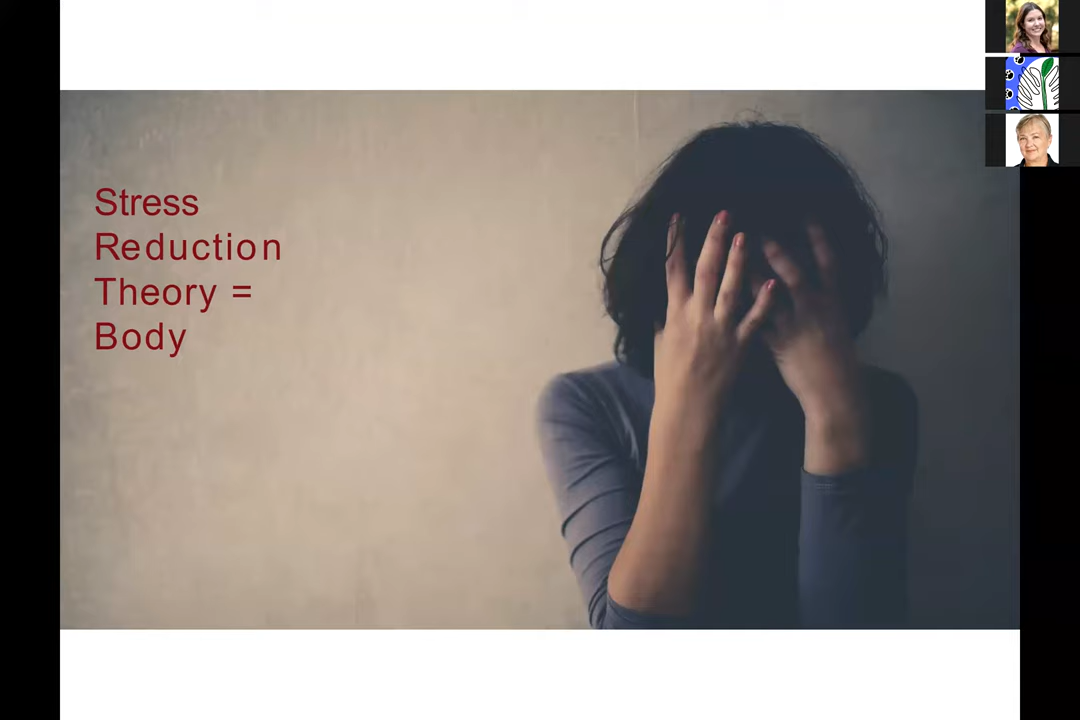 Stress
Reduction
Theory =
Body